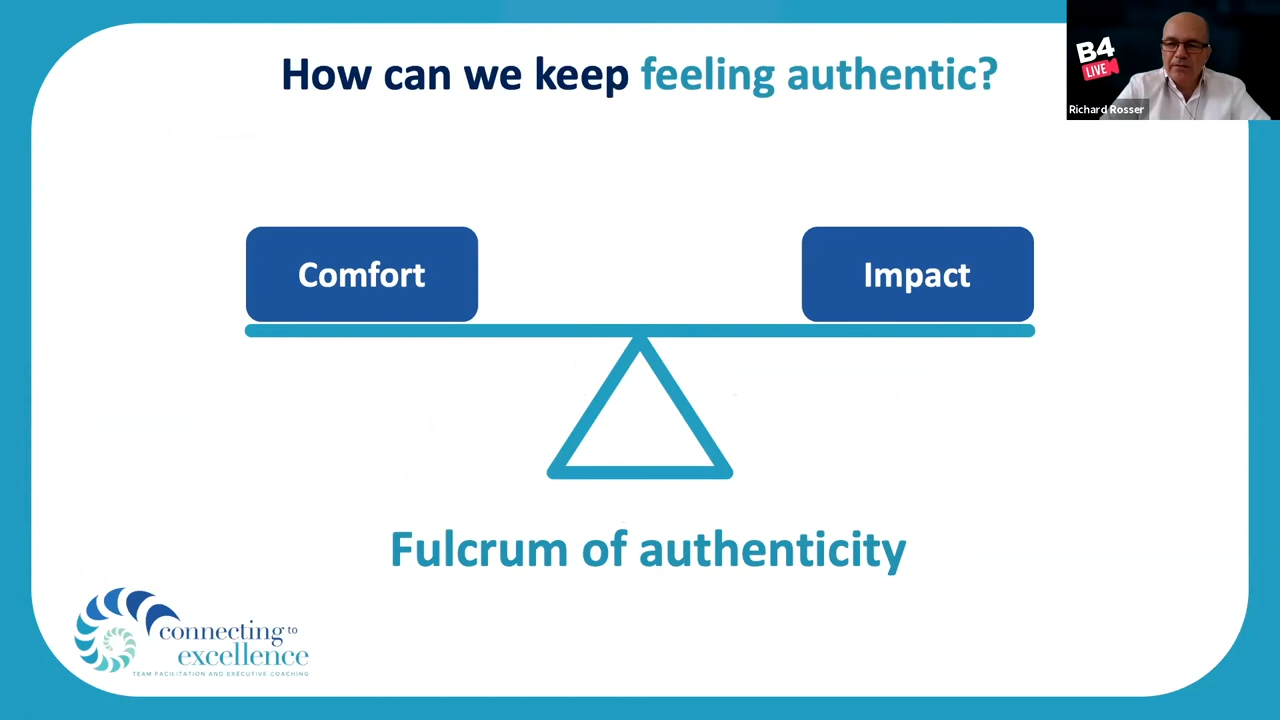 How can we keep feeling authentic?
B4
LIVE
Richard Rosser
Comfort
Impact
Fulcrum of authenticity
connecting to
excellence
TEAM FACILITATION AND EXECUTIVE COACHING